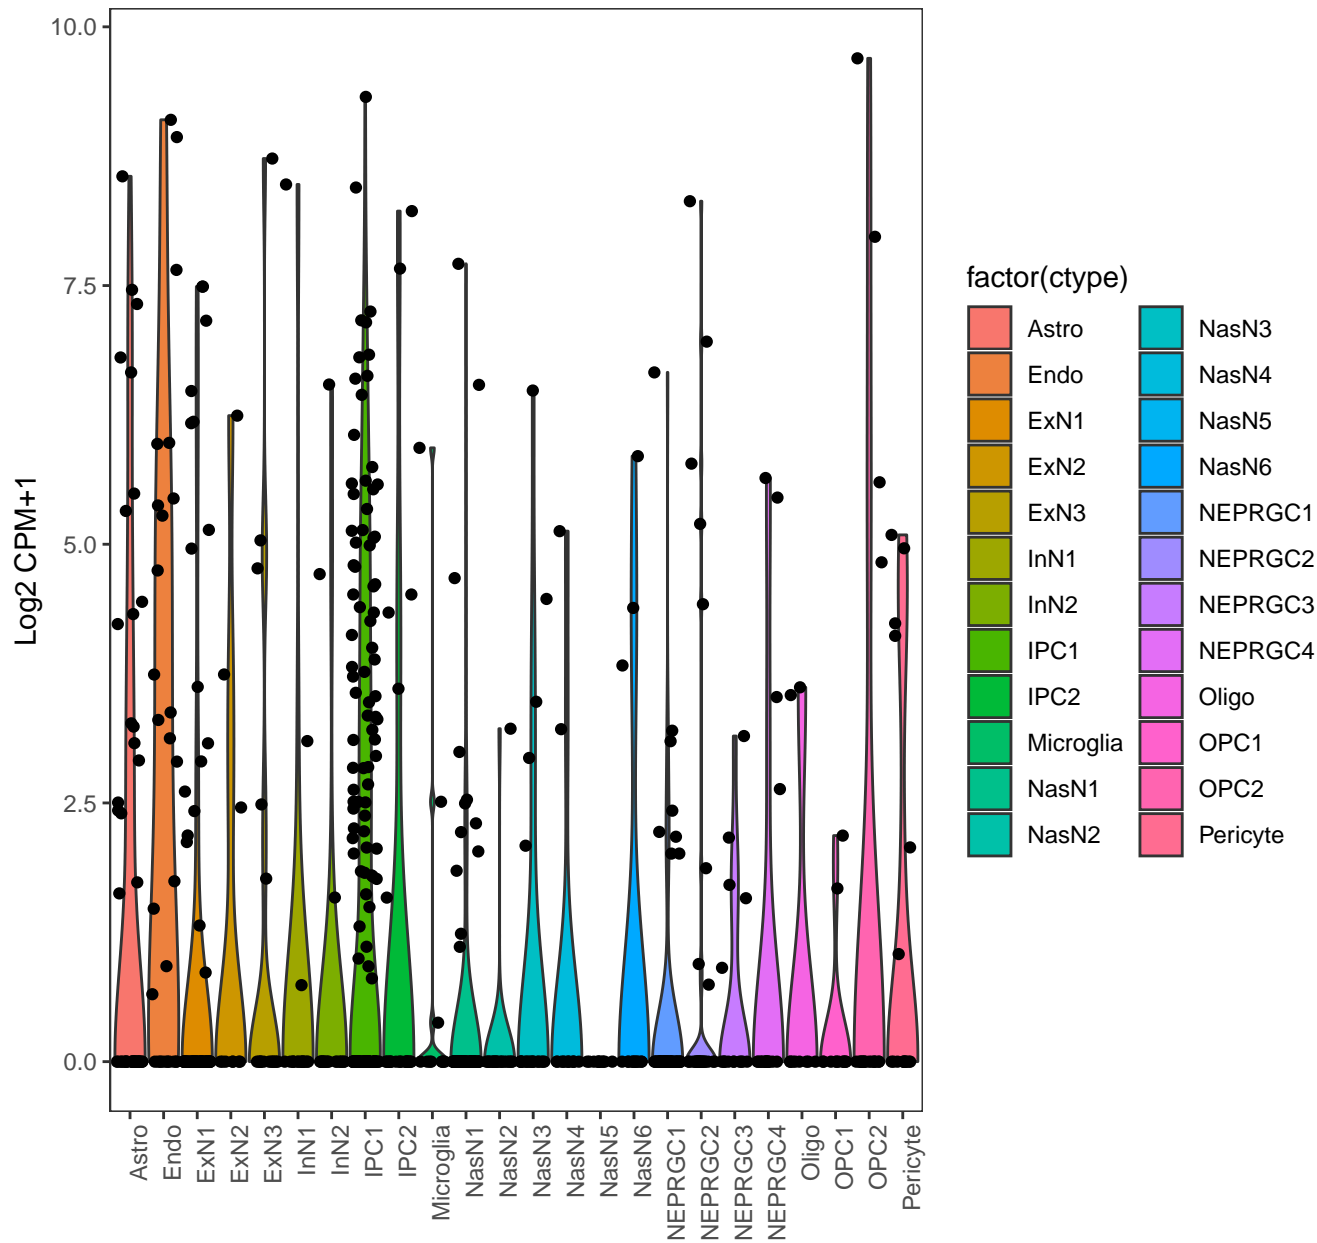 10.0
7.5
5.0
2.5
0.0
Log2 CPM+1
Astro
Endo
ExN1
ExN2
ExN3
InN1
InN2
IPC1
IPC2
Microglia
NasN1
NasN2
NasN3
NasN4
NasN5
NasN6
NEPRGC1
NEPRGC2
NEPRGC3
NEPRGC4
Oligo
OPC1
OPC2
Pericyte
factor(ctype)
Astro
Endo
ExN1
ExN2
ExN3
InN1
InN2
IPC1
IPC2
Microglia
NasN1
NasN2
NasN3
NasN4
NasN5
NasN6
NEPRGC1
NEPRGC2
NEPRGC3
NEPRGC4
Oligo
OPC1
OPC2
Pericyte